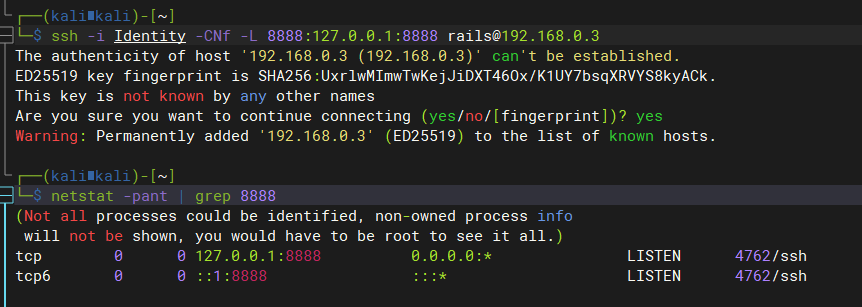 ┌──(kali㉿kali)-[~]
└─$ ssh -i Identity -CNf -L 8888:127.0.0.1:8888 rails@192.168.0.3
The authenticity of host '192.168.0.3 (192.168.0.3)' can't be established.
ED25519 key fingerprint is SHA256:UxrlwMImwTwKejJiDXT46Ox/K1UY7bsqXRVYS8kyACk.
This key is not known by any other names
Are you sure you want to continue connecting (yes/no/[fingerprint])? yes
Warning: Permanently added '192.168.0.3' (ED25519) to the list of known hosts.
┌──(kali㉿kali)-[~]
└─$ netstat -pant | grep 8888
(Not all processes could be identified, non-owned process info
 will not be shown, you would have to be root to see it all.)
tcp        0      0 127.0.0.1:8888          0.0.0.0:*               LISTEN      4762/ssh
tcp6       0      0 ::1:8888                :::*                    LISTEN      4762/ssh